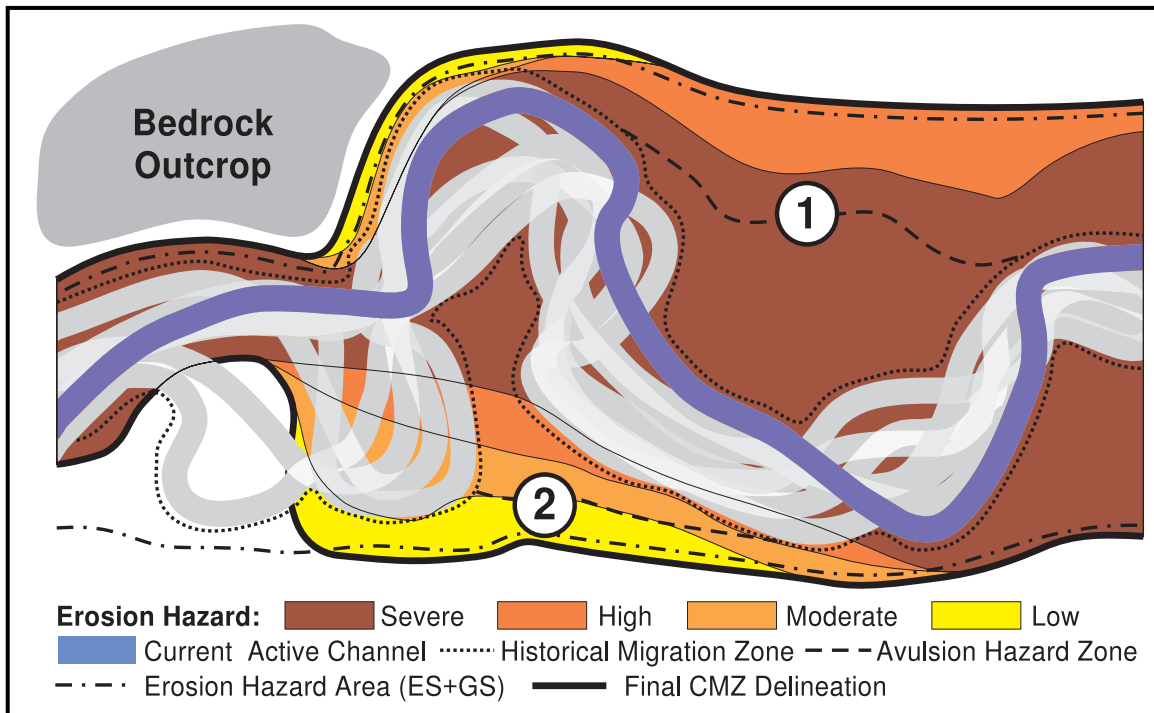 Bedrock
Outcrop
1
2
Erosion Hazard: Severe High Moderate Low
Current Active Channel Historical Migration Zone Avulsion Hazard Zone
Erosion Hazard Area (ES+GS) Final CMZ Delineation